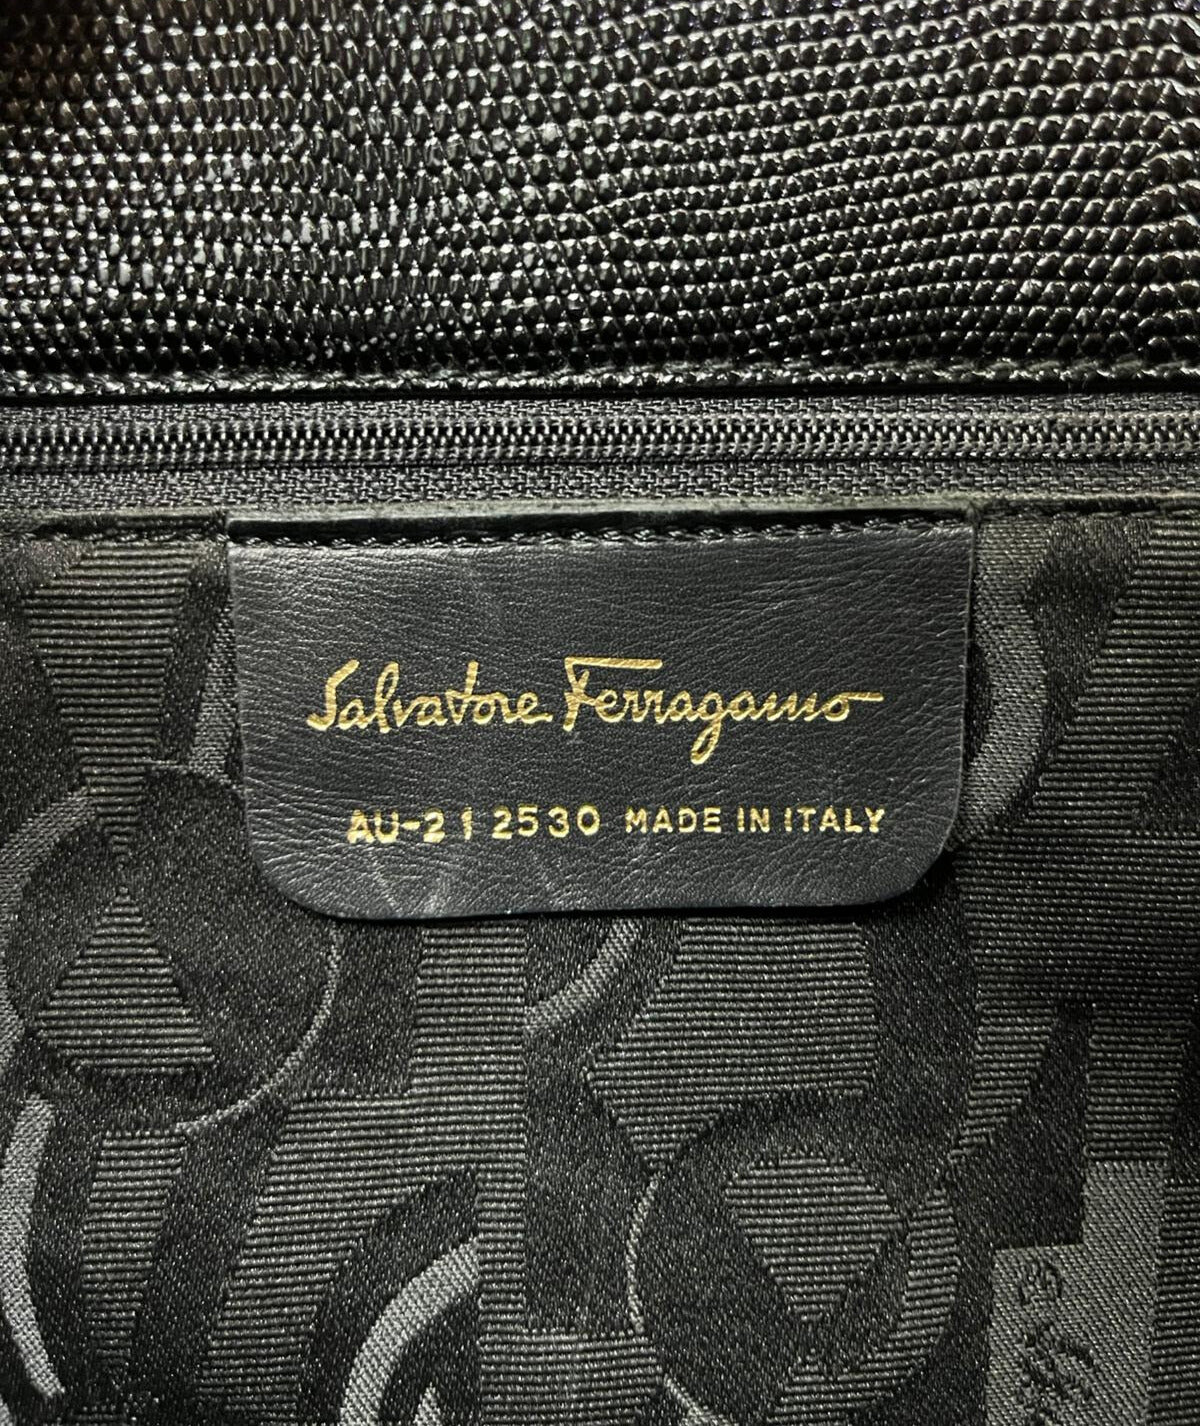 Salvatore Ferragamo
AU-21 2530 MADE IN ITALY